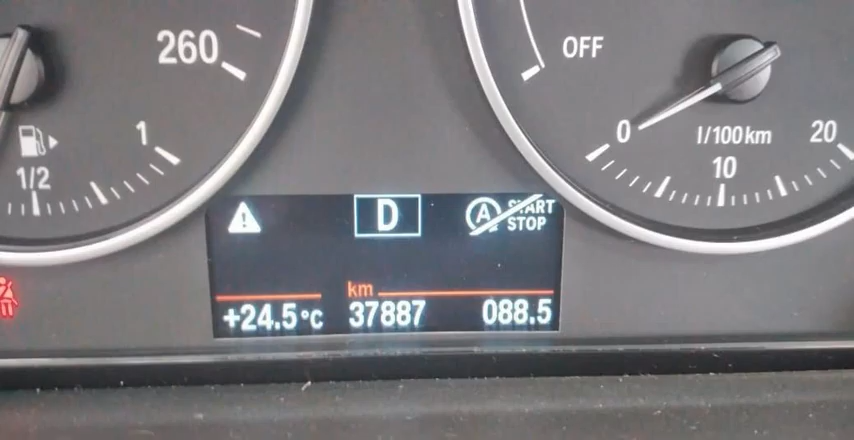 260
OFF
1
0
l/100km
20
1/2
10
D
A
START
STOP
km
+24.5°C
37887
088.5